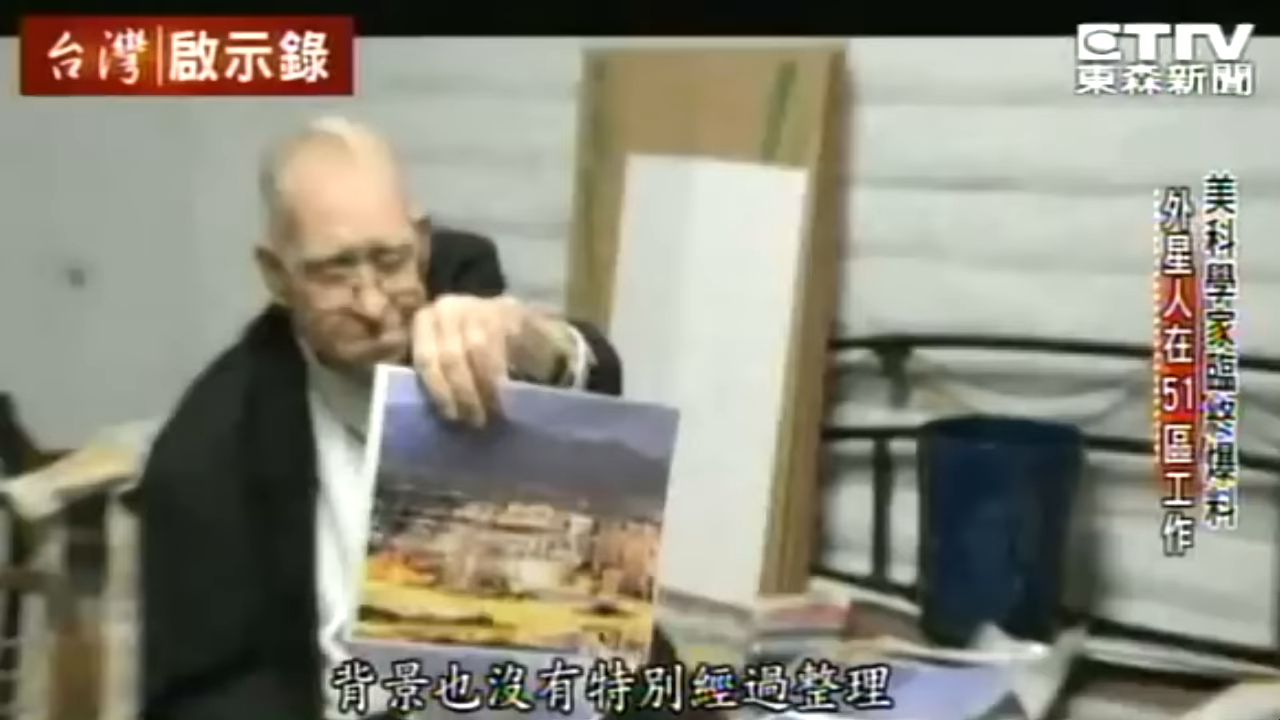 台灣啟示錄
ETTV
東森新聞
美科學家臨終爆料
外星人在51區工作
背景也沒有特別經過整理